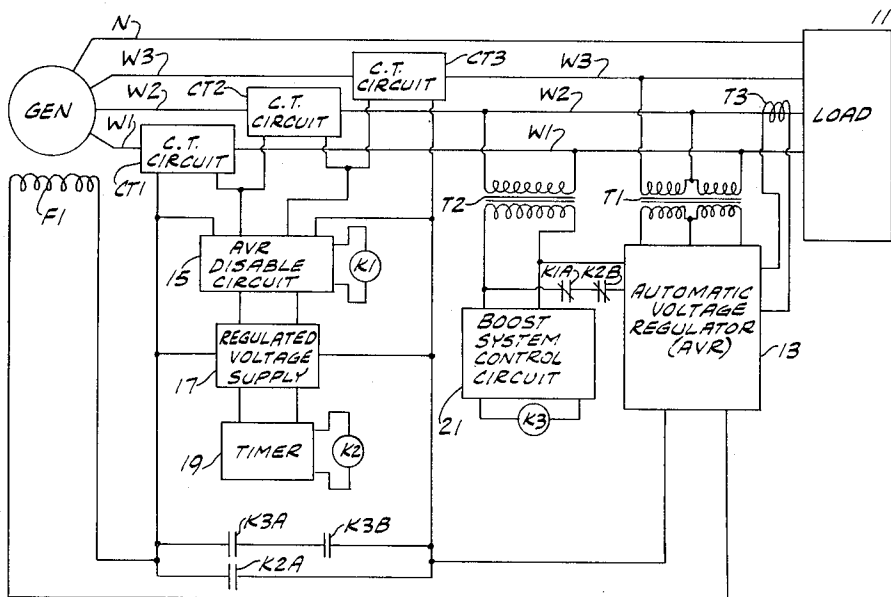 11
N
W3
CT3
W3
C.T. CIRCUIT
CT2
W2
C.T. CIRCUIT
W2
T3
GEN
LOAD
W1
C.T. CIRCUIT
W1
CT1
F1
T2
T1
15
AVR DISABLE CIRCUIT
K1
K1A
K2B
AUTOMATIC VOLTAGE REGULATOR (AVR)
13
BOOST SYSTEM CONTROL CIRCUIT
21
17
REGULATED VOLTAGE SUPPLY
K3
19
TIMER
K2
K3A
K3B
K2A